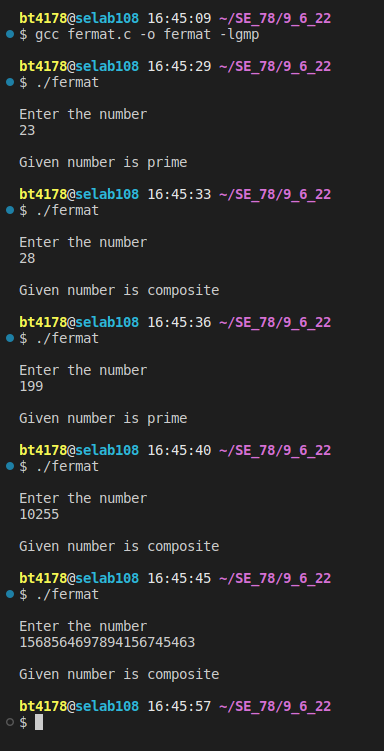 bt4178@selab108 16:45:09 ~/SE_78/9_6_22
$ gcc fermat.c -o fermat -lgmp
bt4178@selab108 16:45:29 ~/SE_78/9_6_22
$ ./fermat
Enter the number
23
Given number is prime
bt4178@selab108 16:45:33 ~/SE_78/9_6_22
$ ./fermat
Enter the number
28
Given number is composite
bt4178@selab108 16:45:36 ~/SE_78/9_6_22
$ ./fermat
Enter the number
199
Given number is prime
bt4178@selab108 16:45:40 ~/SE_78/9_6_22
$ ./fermat
Enter the number
10255
Given number is composite
bt4178@selab108 16:45:45 ~/SE_78/9_6_22
$ ./fermat
Enter the number
1568564697894156745463
Given number is composite
bt4178@selab108 16:45:57 ~/SE_78/9_6_22
$